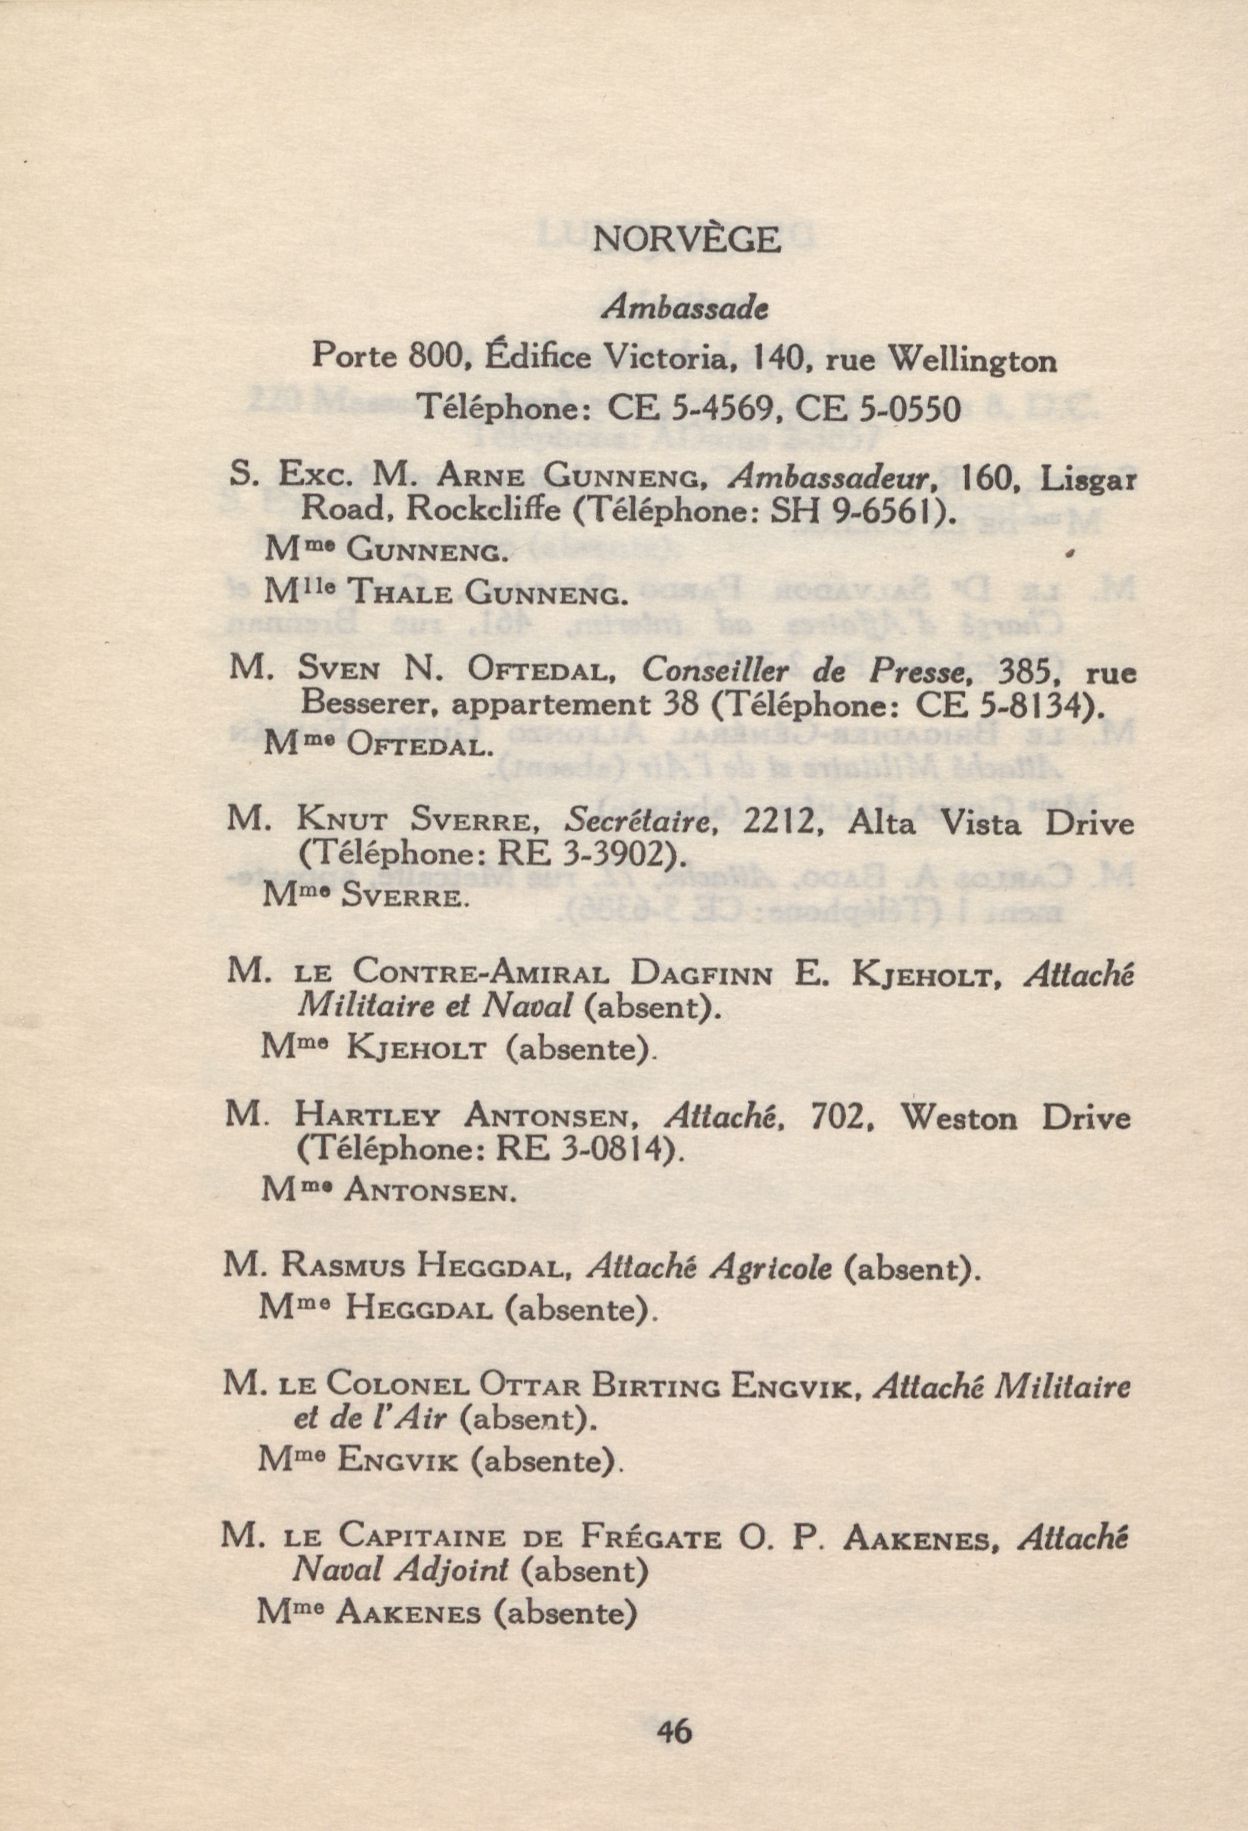 NORVÈGE
Ambassade
Porte 800, Édifice Victoria, 140, rue Wellington
Téléphone: CE 5-4569, CE 5-0550
S. Exc. M. Arne Gunneng, Ambassadeur, 160, Lisgar
Road, Rockcliffe (Téléphone: SH 9-6561).
Mme Gunneng.
Mlle Thale Gunneng.
M. Sven N. Oftedal, Conseiller de Presse, 385, rue
Besserer, appartement 38 (Téléphone: CE 5-8134).
Mme Oftedal.
M. Knut Sverre, Secrétaire, 2212, Alta Vista Drive
(Téléphone: RE 3-3902).
Mme Sverre.
M. le Contre-Amiral Dagfinn E. Kjeholt, Attaché
Militaire et Naval (absent).
Mme Kjeholt (absente).
M. Hartley Antonsen, Attaché, 702, Weston Drive
(Téléphone: RE 3-0814).
Mme Antonsen.
M. Rasmus Heggdal, Attaché Agricole (absent).
Mme Heggdal (absente).
M. le Colonel Ottar Birting Engvik, Attaché Militaire
et de l'Air (absent).
Mme Engvik (absente).
M. le Capitaine de Frégate O. P. Aakenes, Attaché
Naval Adjoint (absent)
Mme Aakenes (absente)
46